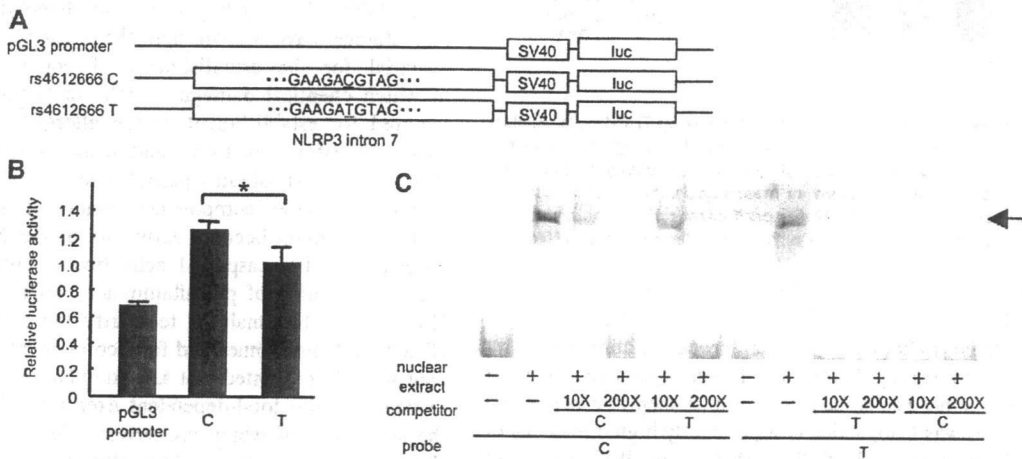 A
pGL3 promoter SV40 luc
rs4612666 C ···GAAGACGTAG··· SV40 luc
rs4612666 T ···GAAGATGTAG··· SV40 luc
NLRP3 intron 7
B
*
Relative luciferase activity
1.4
1.2
1.0
0.8
0.6
0.4
0.2
0
pGL3 promoter
C
T
C
nuclear extract − + + + + + − + + + + +
competitor − − 10X 200X 10X 200X − − 10X 200X 10X 200X
C T T C
probe C T